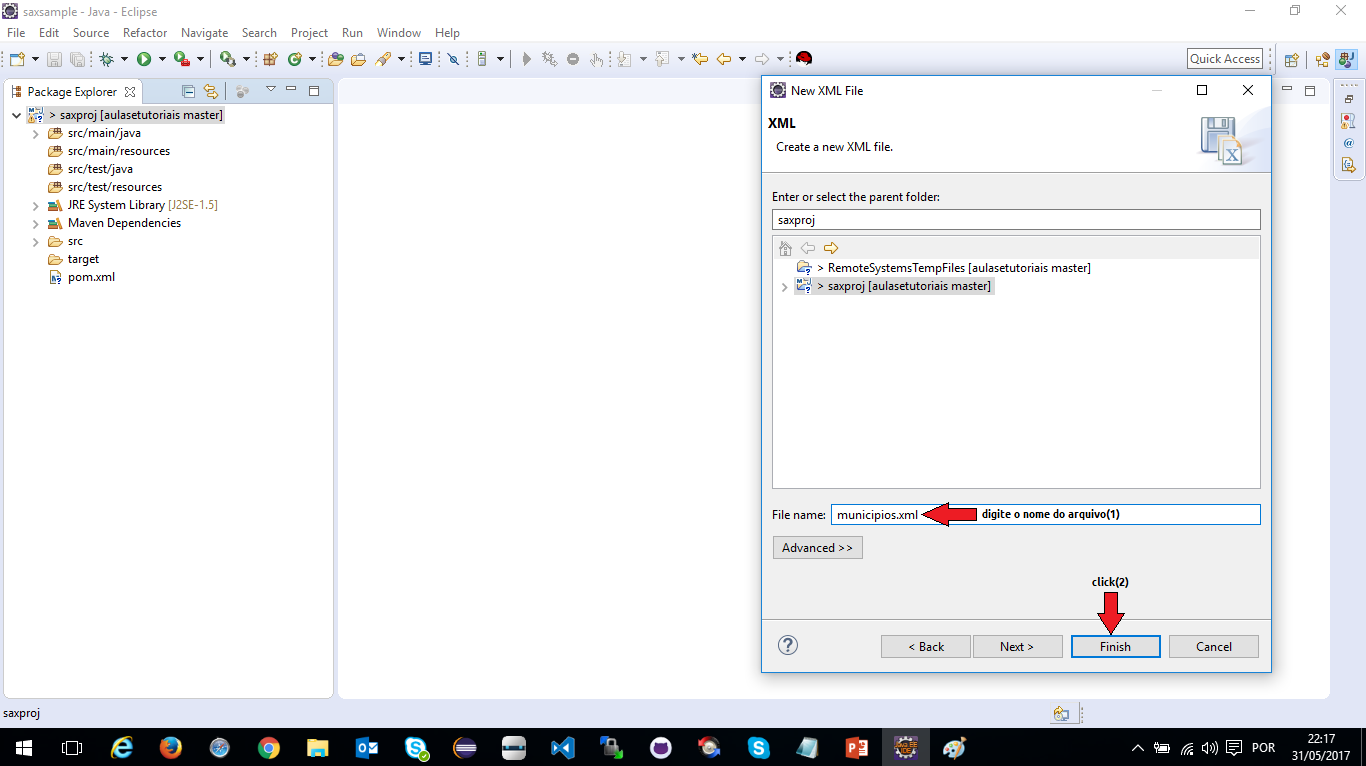 saxsample - Java - Eclipse
File Edit Source Refactor Navigate Search Project Run Window Help
Quick Access
Package Explorer
> saxproj [aulasetutoriais master]
src/main/java
src/main/resources
src/test/java
src/test/resources
JRE System Library [J2SE-1.5]
Maven Dependencies
src
target
pom.xml
New XML File
XML
Create a new XML file.
Enter or select the parent folder:
saxproj
> RemoteSystemsTempFiles [aulasetutoriais master]
> saxproj [aulasetutoriais master]
File name: municipios.xml digite o nome do arquivo(1)
Advanced >>
click(2)
< Back Next > Finish Cancel
saxproj
POR
22:17
31/05/2017